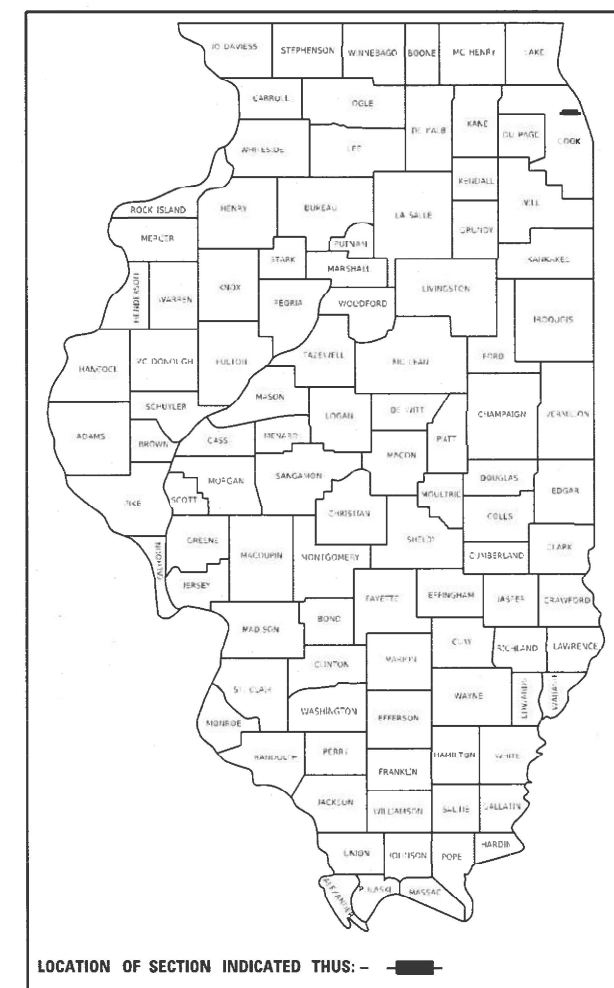 JO DAVIESS STEPHENSON WINNEBAGO BOONE MC HENRY LAKE
CARROLL OGLE DE KALB KANE DU PAGE COOK
WHITESIDE LEE KENDALL WILL
ROCK ISLAND HENRY BUREAU LA SALLE GRUNDY
MERCER PUTNAM KANKAKEE
HENDERSON WARREN KNOX STARK MARSHALL LIVINGSTON
PEORIA WOODFORD IROQUOIS
HANCOCK MC DONOUGH FULTON TAZEWELL MC LEAN FORD
SCHUYLER MASON LOGAN DE WITT CHAMPAIGN VERMILION
ADAMS BROWN CASS MENARD PIATT
MACON
PIKE SCOTT MORGAN SANGAMON MOULTRIE DOUGLAS EDGAR
CHRISTIAN COLES
CALHOUN GREENE MACOUPIN MONTGOMERY SHELBY CUMBERLAND CLARK
JERSEY FAYETTE EFFINGHAM JASPER CRAWFORD
MADISON BOND
CLINTON MARION CLAY RICHLAND LAWRENCE
ST. CLAIR WASHINGTON JEFFERSON WAYNE EDWARDS WABASH
MONROE
RANDOLPH PERRY FRANKLIN HAMILTON WHITE
JACKSON WILLIAMSON SALINE GALLATIN
UNION JOHNSON POPE HARDIN
ALEXANDER PULASKI MASSAC
LOCATION OF SECTION INDICATED THUS: -